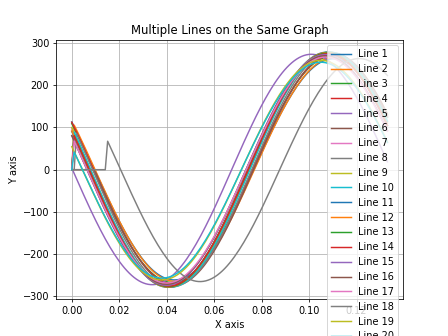 Multiple Lines on the Same Graph
300
200
100
0
−100
−200
−300
Y axis
0.00
0.02
0.04
0.06
0.08
0.10
X axis
Line 1
Line 2
Line 3
Line 4
Line 5
Line 6
Line 7
Line 8
Line 9
Line 10
Line 11
Line 12
Line 13
Line 14
Line 15
Line 16
Line 17
Line 18
Line 19
Line 20